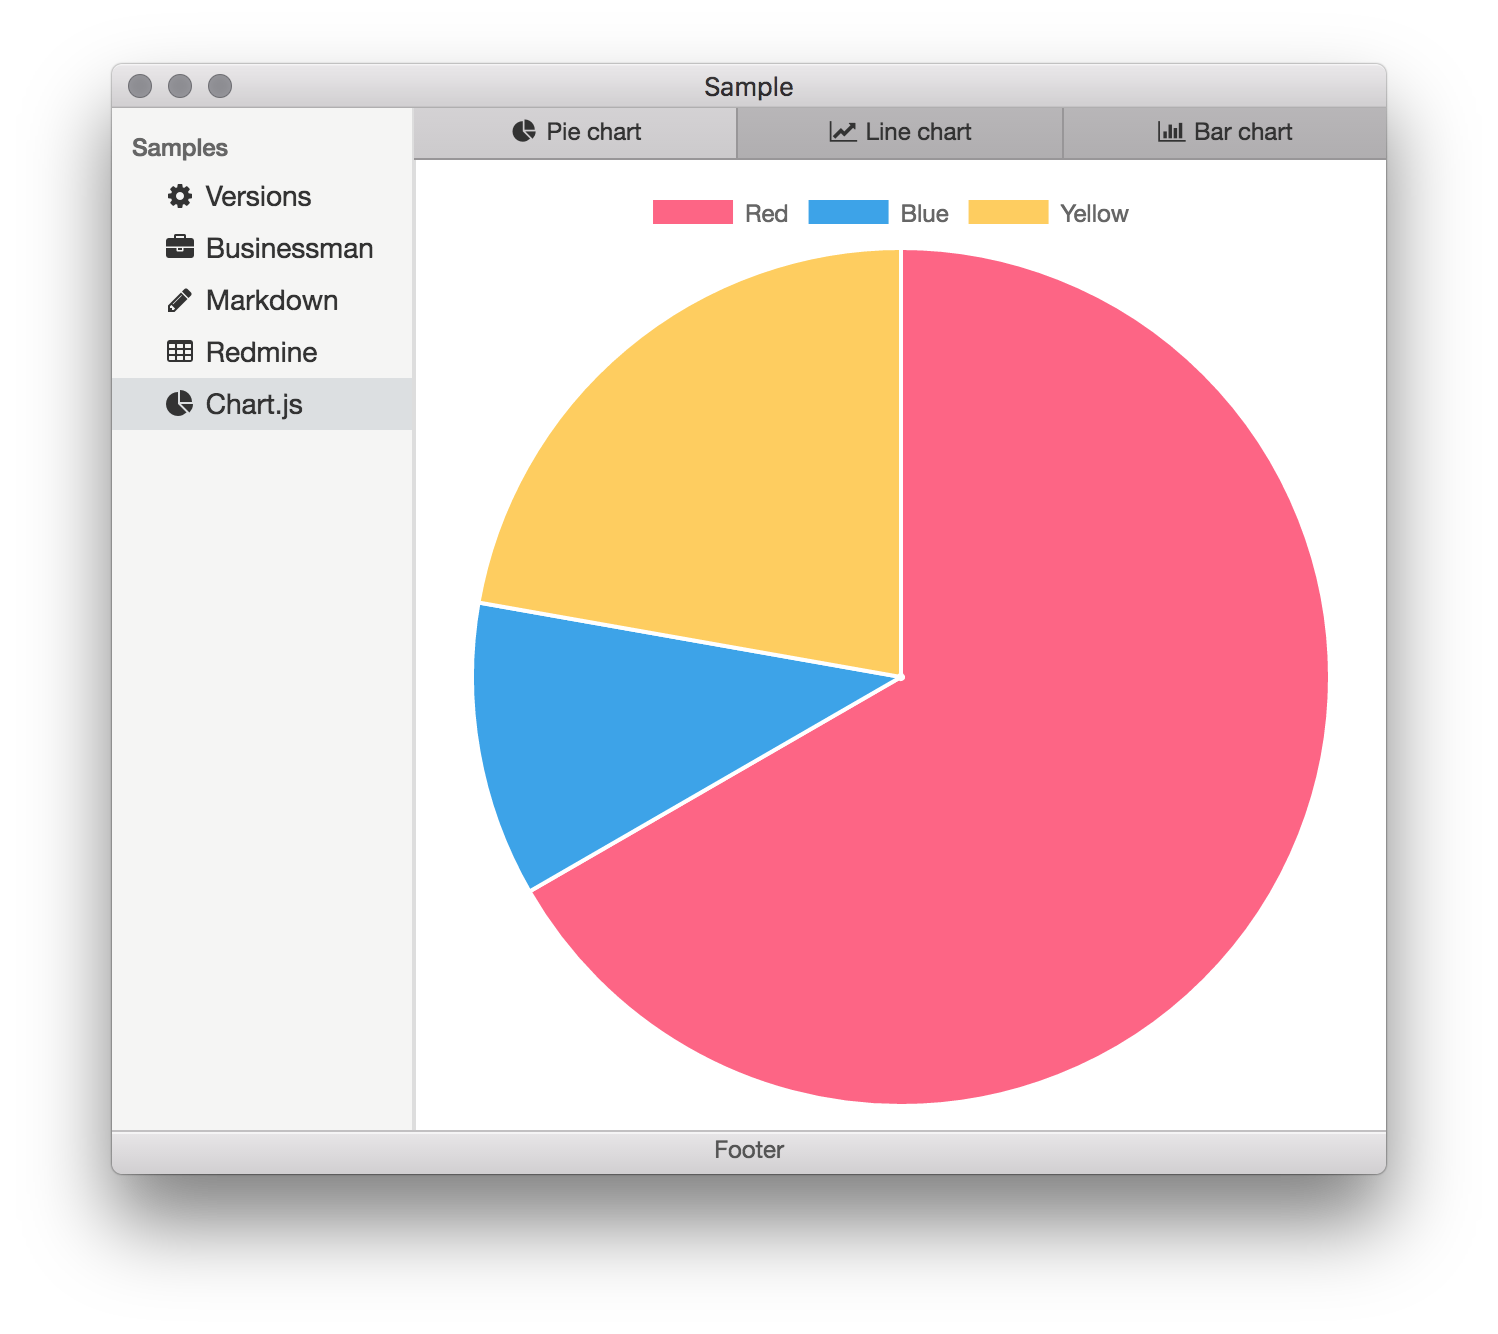 Sample
Samples
Versions
Businessman
Markdown
Redmine
Chart.js
Pie chart
Line chart
Bar chart
Red
Blue
Yellow
Footer